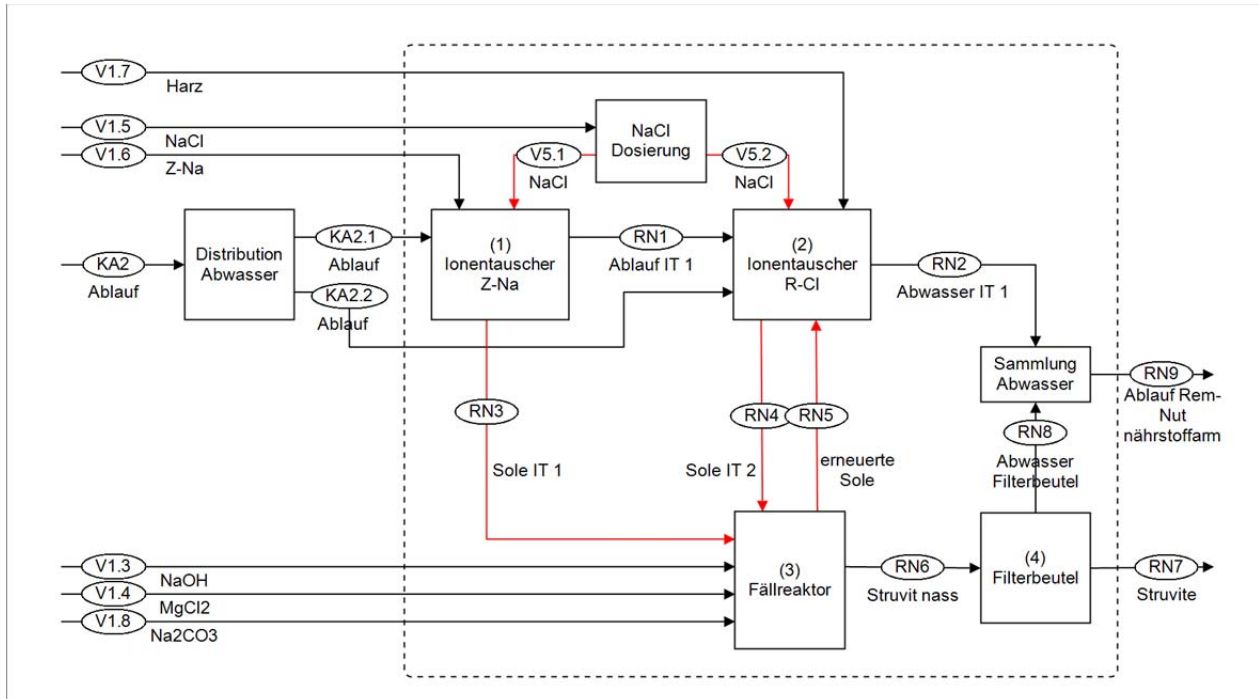 V1.7
Harz
V1.5
NaCl
V1.6
Z-Na
NaCl
Dosierung
V5.1
NaCl
V5.2
NaCl
KA2
Ablauf
Distribution
Abwasser
KA2.1
Ablauf
KA2.2
Ablauf
(1)
Ionentauscher
Z-Na
RN1
Ablauf IT 1
(2)
Ionentauscher
R-Cl
RN2
Abwasser IT 1
Sammlung
Abwasser
RN9
Ablauf Rem-
Nut
nährstoffarm
RN3
Sole IT 1
RN4
Sole IT 2
RN5
erneuerte
Sole
RN8
Abwasser
Filterbeutel
V1.3
NaOH
V1.4
MgCl2
V1.8
Na2CO3
(3)
Fällreaktor
RN6
Struvit nass
(4)
Filterbeutel
RN7
Struvite